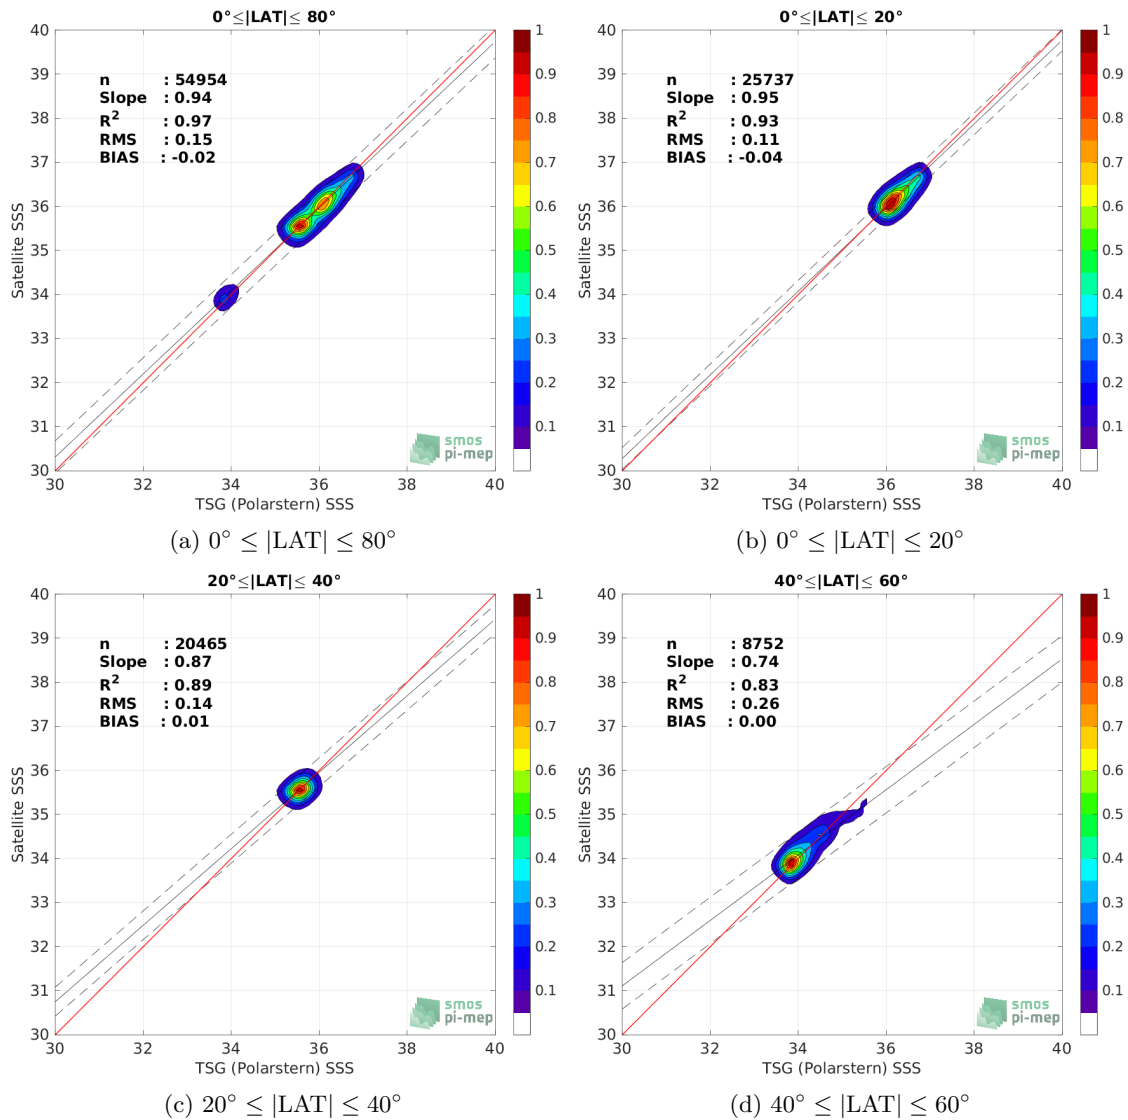 0°≤|LAT|≤ 80°
n : 54954
Slope : 0.94
R² : 0.97
RMS : 0.15
BIAS : -0.02
40
39
38
37
36
35
34
33
32
31
30
30 32 34 36 38 40
Satellite SSS
TSG (Polarstern) SSS
smos
pi-mep
1
0.9
0.8
0.7
0.6
0.5
0.4
0.3
0.2
0.1
(a) 0° ≤ |LAT| ≤ 80°
0°≤|LAT|≤ 20°
n : 25737
Slope : 0.95
R² : 0.93
RMS : 0.11
BIAS : -0.04
40
39
38
37
36
35
34
33
32
31
30
30 32 34 36 38 40
Satellite SSS
TSG (Polarstern) SSS
smos
pi-mep
1
0.9
0.8
0.7
0.6
0.5
0.4
0.3
0.2
0.1
(b) 0° ≤ |LAT| ≤ 20°
20°≤|LAT|≤ 40°
n : 20465
Slope : 0.87
R² : 0.89
RMS : 0.14
BIAS : 0.01
40
39
38
37
36
35
34
33
32
31
30
30 32 34 36 38 40
Satellite SSS
TSG (Polarstern) SSS
smos
pi-mep
1
0.9
0.8
0.7
0.6
0.5
0.4
0.3
0.2
0.1
(c) 20° ≤ |LAT| ≤ 40°
40°≤|LAT|≤ 60°
n : 8752
Slope : 0.74
R² : 0.83
RMS : 0.26
BIAS : 0.00
40
39
38
37
36
35
34
33
32
31
30
30 32 34 36 38 40
Satellite SSS
TSG (Polarstern) SSS
smos
pi-mep
1
0.9
0.8
0.7
0.6
0.5
0.4
0.3
0.2
0.1
(d) 40° ≤ |LAT| ≤ 60°